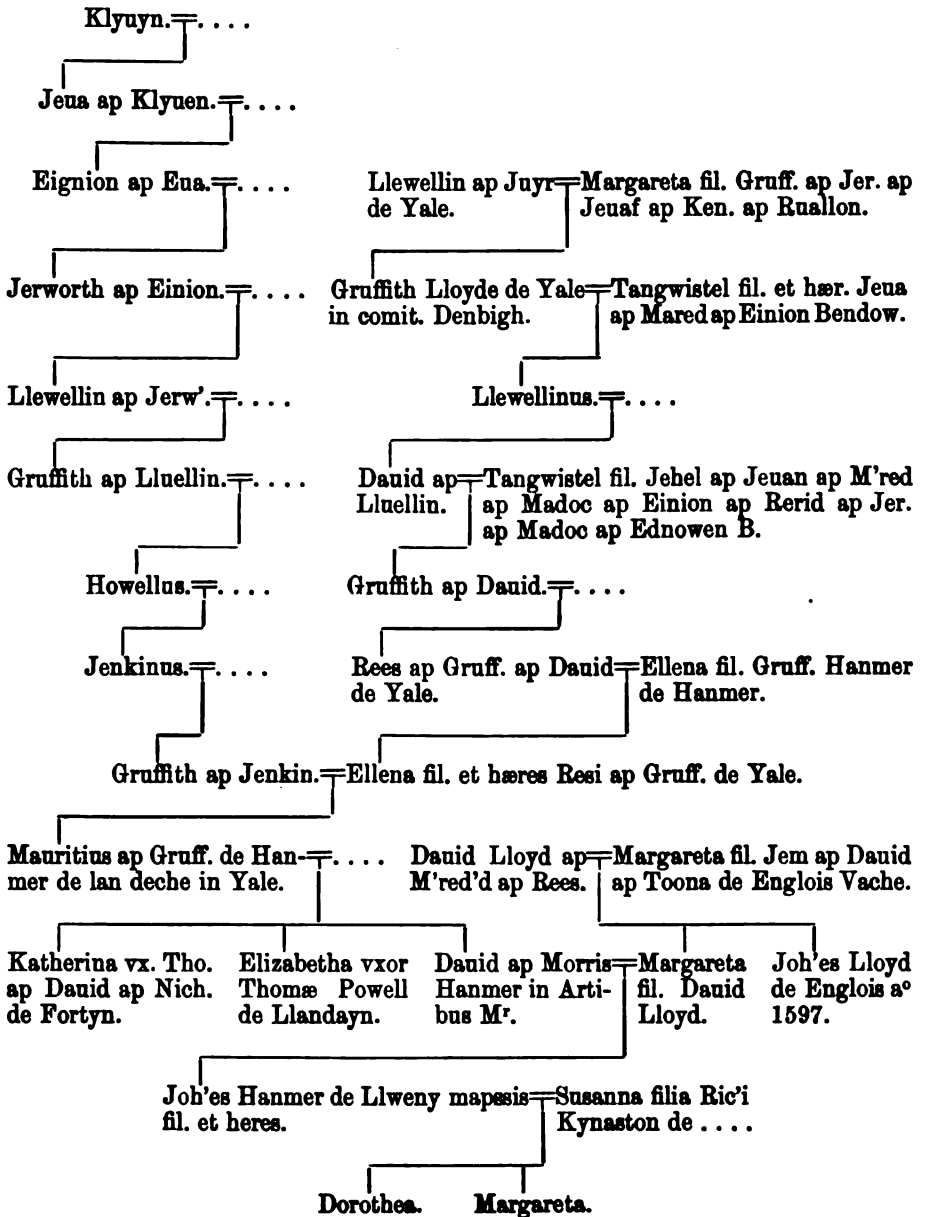 Klyuyn. . . . .
Jeua ap Klyuen. . . . .
Eignion ap Eua. . . . .
Llewellin ap Juyr Margareta fil. Gruff. ap Jer. ap
de Yale. Jeuaf ap Ken. ap Ruallon.
Jerworth ap Einion. . . . .
Gruffith Lloyde de Yale Tangwistel fil. et hær. Jeua
in comit. Denbigh. ap Mared ap Einion Bendow.
Llewellin ap Jerw'. . . . .
Llewellinus. . . . .
Gruffith ap Lluellin. . . . .
Dauid ap Tangwistel fil. Jehel ap Jeuan ap M'red
Lluellin. ap Madoc ap Einion ap Rerid ap Jer.
ap Madoc ap Ednowen B.
Howellus. . . . .
Gruffith ap Dauid. . . . .
Jenkinus. . . . .
Rees ap Gruff. ap Dauid Ellena fil. Gruff. Hanmer
de Yale. de Hanmer.
Gruffith ap Jenkin. Ellena fil. et hæres Resi ap Gruff. de Yale.
Mauritius ap Gruff. de Han- . . . .
mer de lan deche in Yale.
Dauid Lloyd ap Margareta fil. Jem ap Dauid
M'red'd ap Rees. ap Toona de Englois Vache.
Katherina vx. Tho.
ap Dauid ap Nich.
de Fortyn.
Elizabetha vxor
Thomæ Powell
de Llandayn.
Dauid ap Morris
Hanmer in Arti-
bus Mʳ.
Margareta
fil. Dauid
Lloyd.
Joh'es Lloyd
de Englois aº
1597.
Joh'es Hanmer de Llweny mapssis Susanna filia Ric'i
fil. et heres. Kynaston de . . . .
Dorothea. Margareta.